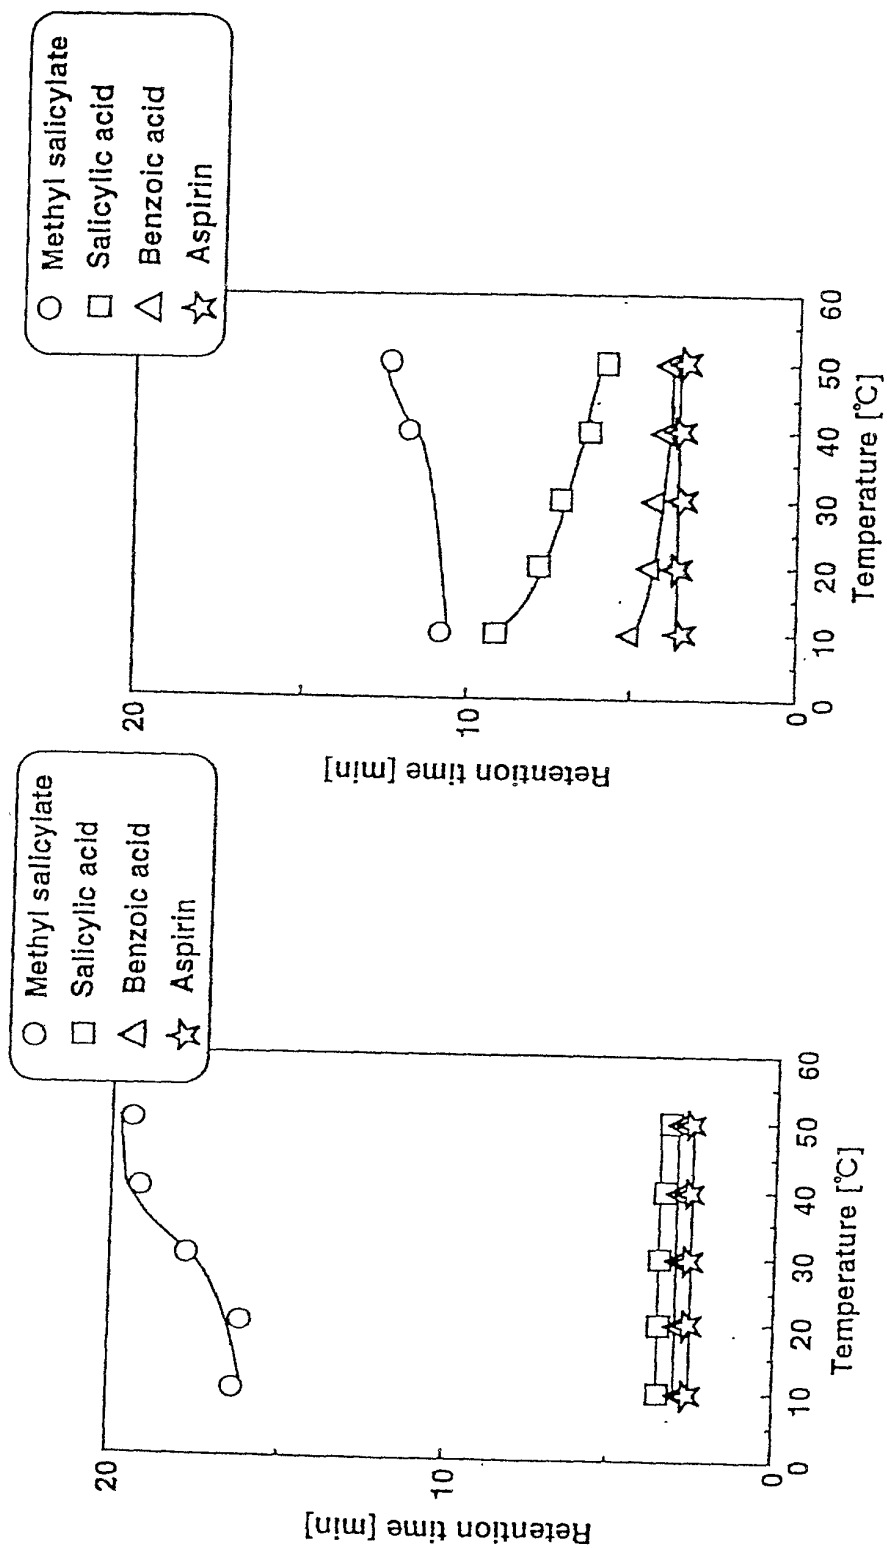 Methyl salicylate
Salicylic acid
Benzoic acid
Aspirin
20
10
0
Retention time [min]
0 10 20 30 40 50 60
Temperature [℃]
Methyl salicylate
Salicylic acid
Benzoic acid
Aspirin
20
10
0
Retention time [min]
0 10 20 30 40 50 60
Temperature [℃]